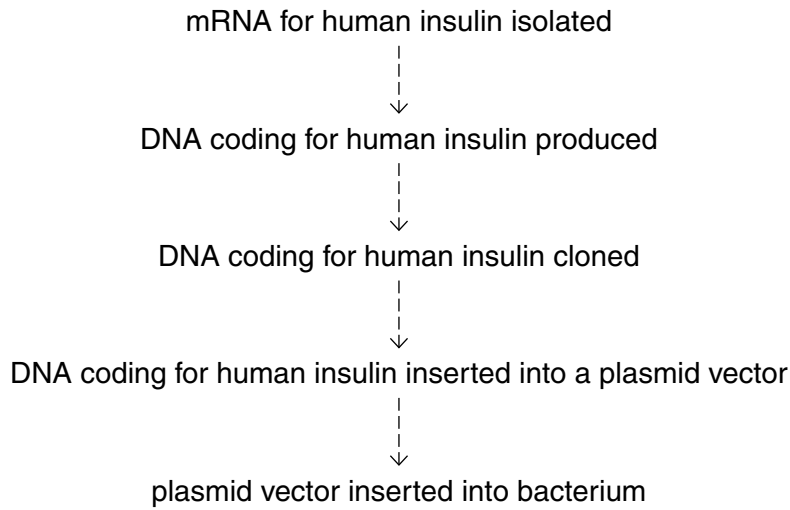 mRNA for human insulin isolated
DNA coding for human insulin produced
DNA coding for human insulin cloned
DNA coding for human insulin inserted into a plasmid vector
plasmid vector inserted into bacterium